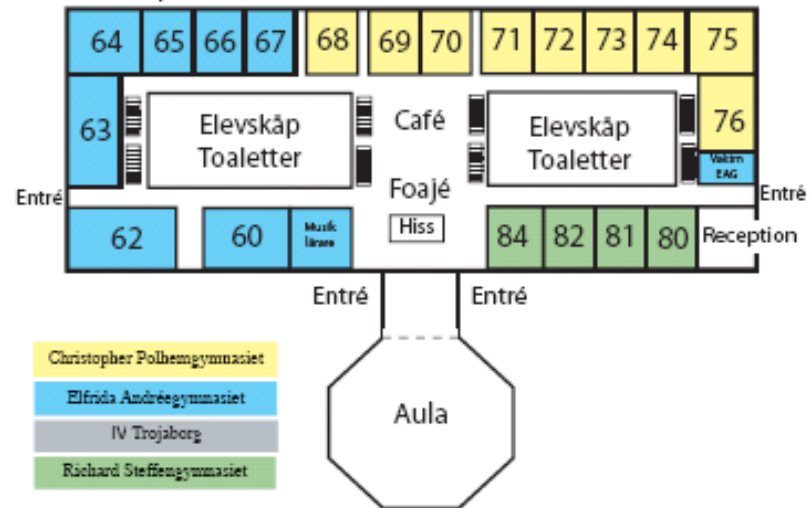 64 65 66 67 68 69 70 71 72 73 74 75
63
Elevskåp
Toaletter
Café
Elevskåp
Toaletter
76
Vaktm
EAG
Entré
Foajé
Entré
62
60
Musik
lärare
Hiss
84 82 81 80
Reception
Entré
Entré
Aula
Christopher Polhemgymnasiet
Elfrida Andréegymnasiet
IV Trojaborg
Richard Steffengymnasiet